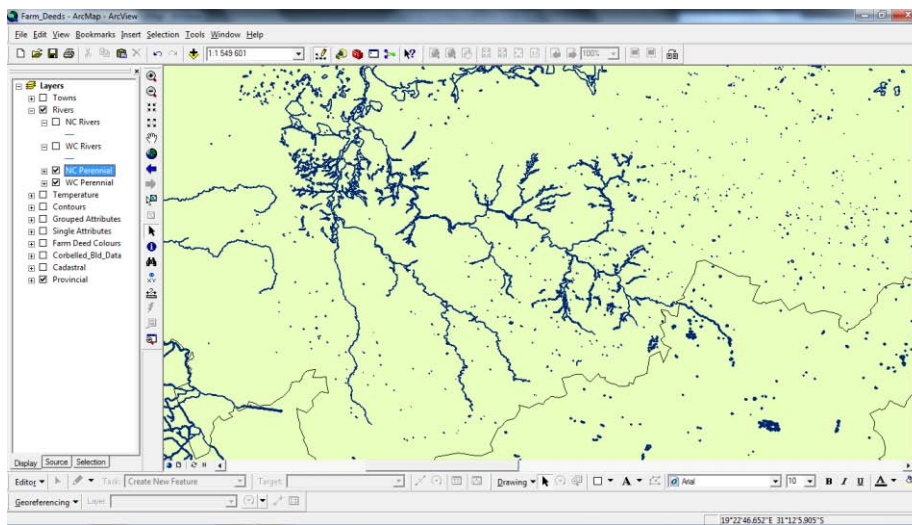 Farm_Deeds - ArcMap - ArcView
File Edit View Bookmarks Insert Selection Tools Window Help
1:1 549 601
100%
Layers
Towns
Rivers
NC Rivers
WC Rivers
NC Perennial
WC Perennial
Temperature
Contours
Grouped Attributes
Single Attributes
Farm Deed Colours
Corbelled_Bld_Data
Cadastral
Provincial
Display Source Selection
Editor Task: Create New Feature Target: Drawing A Arial 10 B I U A
Georeferencing Layer:
19°22'46.652"E 31°12'5.905"S